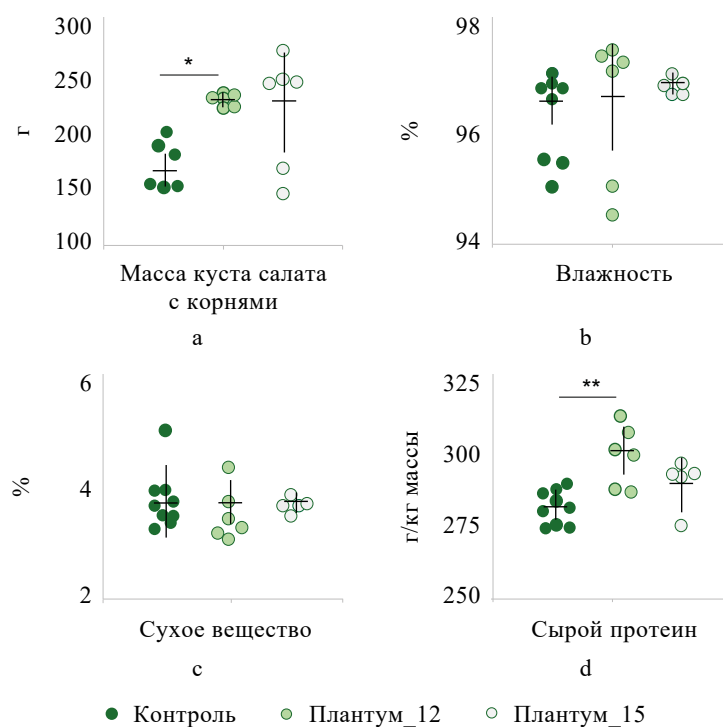 300
250
200
150
100
г
*
Масса куста салата
с корнями
a
98
96
94
%
Влажность
b
6
4
2
%
Сухое вещество
c
325
300
275
250
г/кг массы
**
Сырой протеин
d
Контроль Плантум_12 Плантум_15